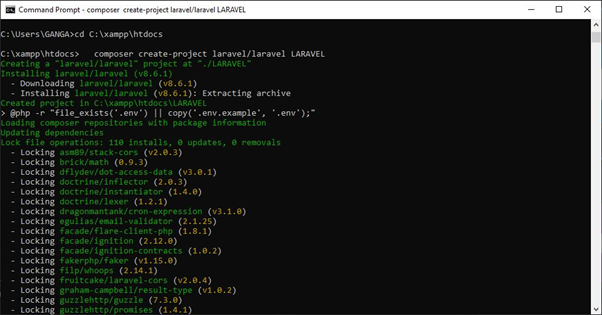 Command Prompt - composer create-project laravel/laravel LARAVEL
C:\Users\GANGA>cd C:\xampp\htdocs
C:\xampp\htdocs>  composer create-project laravel/laravel LARAVEL
Creating a "laravel/laravel" project at "./LARAVEL"
Installing laravel/laravel (v8.6.1)
  - Downloading laravel/laravel (v8.6.1)
  - Installing laravel/laravel (v8.6.1): Extracting archive
Created project in C:\xampp\htdocs\LARAVEL
> @php -r "file_exists('.env') || copy('.env.example', '.env');"
Loading composer repositories with package information
Updating dependencies
Lock file operations: 110 installs, 0 updates, 0 removals
  - Locking asm89/stack-cors (v2.0.3)
  - Locking brick/math (0.9.3)
  - Locking dflydev/dot-access-data (v3.0.1)
  - Locking doctrine/inflector (2.0.3)
  - Locking doctrine/instantiator (1.4.0)
  - Locking doctrine/lexer (1.2.1)
  - Locking dragonmantank/cron-expression (v3.1.0)
  - Locking egulias/email-validator (2.1.25)
  - Locking facade/flare-client-php (1.8.1)
  - Locking facade/ignition (2.12.0)
  - Locking facade/ignition-contracts (1.0.2)
  - Locking fakerphp/faker (v1.15.0)
  - Locking filp/whoops (2.14.1)
  - Locking fruitcake/laravel-cors (v2.0.4)
  - Locking graham-campbell/result-type (v1.0.2)
  - Locking guzzlehttp/guzzle (7.3.0)
  - Locking guzzlehttp/promises (1.4.1)